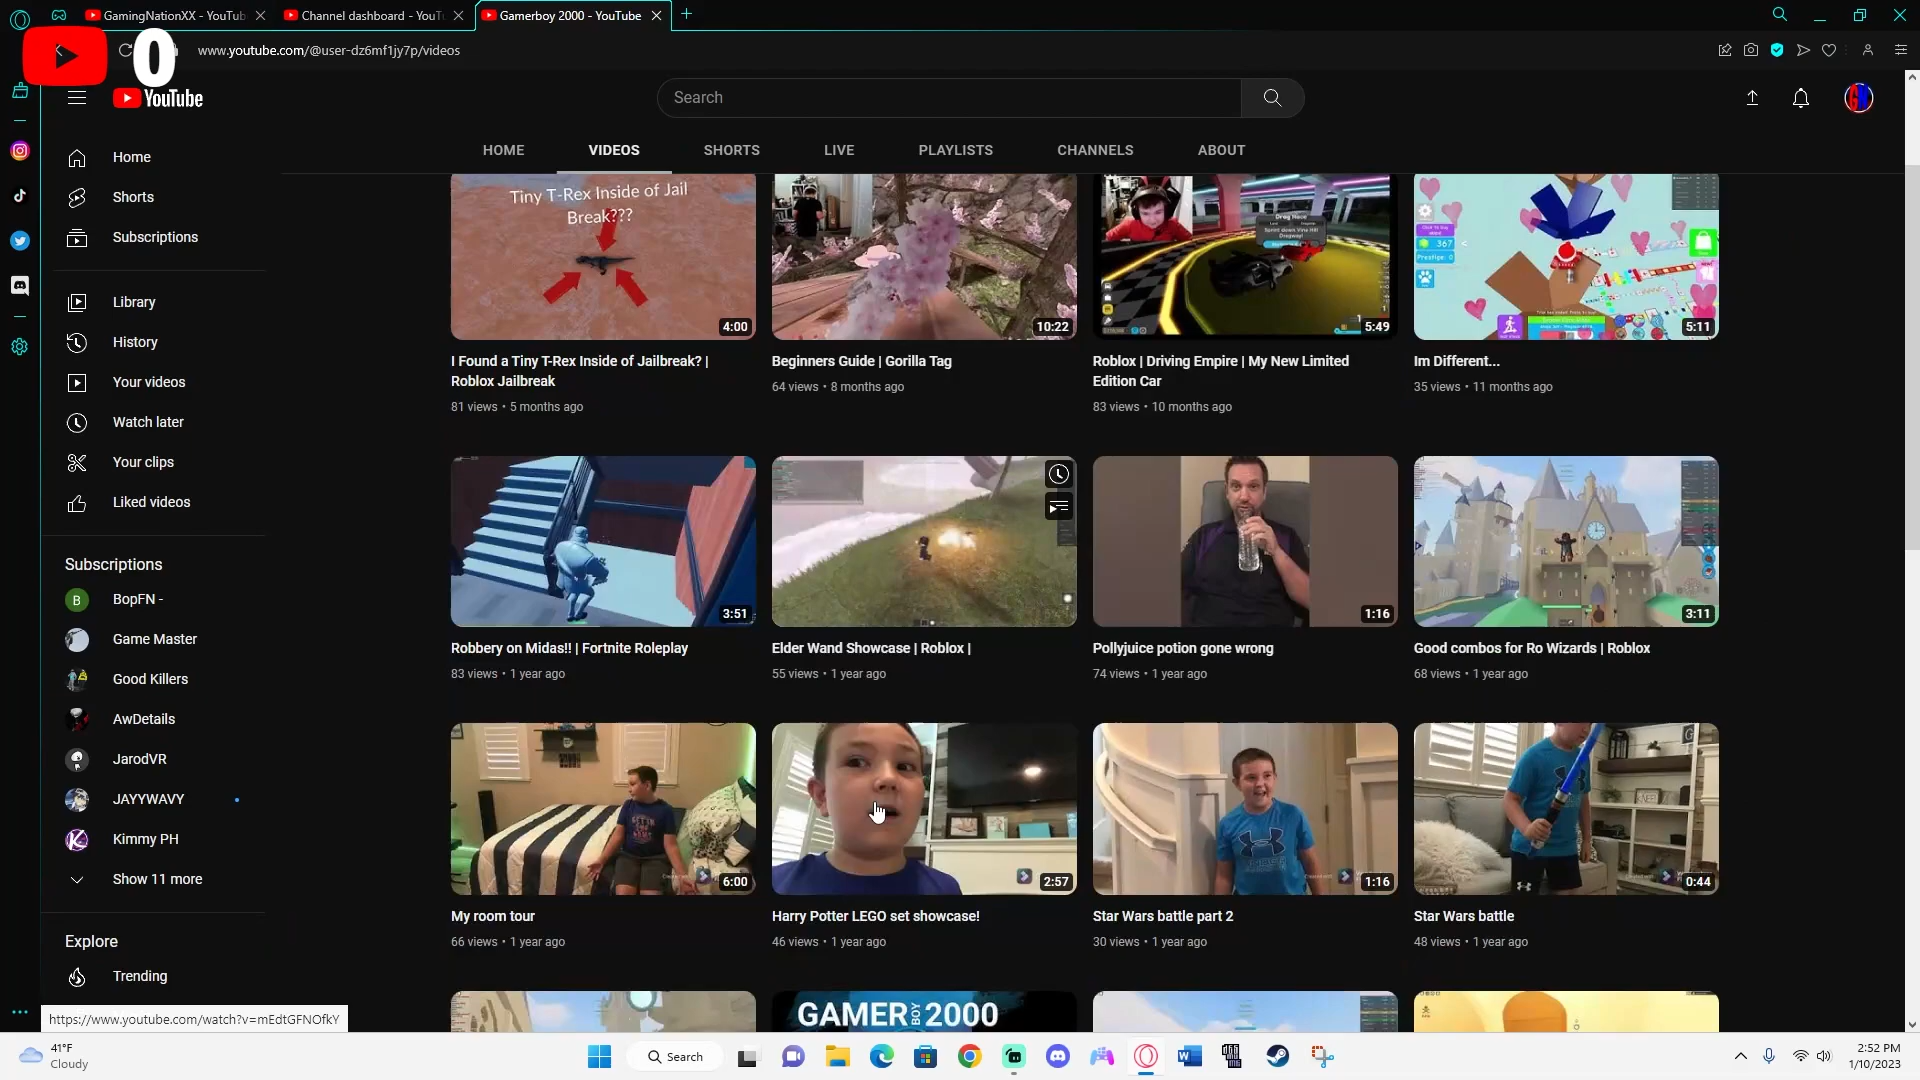 GamingNationXX - YouTub
Channel dashboard - YouTu
Gamerboy 2000 - YouTube
0
www.youtube.com/@user-dz6mf1jy7p/videos
YouTube
Search
HOME
VIDEOS
SHORTS
LIVE
PLAYLISTS
CHANNELS
ABOUT
Home
Shorts
Subscriptions
Library
History
Your videos
Watch later
Your clips
Liked videos
Subscriptions
B
BopFN -
Game Master
Good Killers
AwDetails
JarodVR
JAYYWAVY
Kimmy PH
Show 11 more
Explore
Trending
Tiny T-Rex Inside of Jail
Break???
4:00
I Found a Tiny T-Rex Inside of Jailbreak? |
Roblox Jailbreak
81 views • 5 months ago
10:22
Beginners Guide | Gorilla Tag
64 views • 8 months ago
Drag Race
5:49
Roblox | Driving Empire | My New Limited
Edition Car
83 views • 10 months ago
367
Prestige: 0
5:11
Im Different...
35 views • 11 months ago
3:51
Robbery on Midas!! | Fortnite Roleplay
83 views • 1 year ago
Elder Wand Showcase | Roblox |
55 views • 1 year ago
1:16
Pollyjuice potion gone wrong
74 views • 1 year ago
3:11
Good combos for Ro Wizards | Roblox
68 views • 1 year ago
6:00
My room tour
66 views • 1 year ago
2:57
Harry Potter LEGO set showcase!
46 views • 1 year ago
1:16
Star Wars battle part 2
30 views • 1 year ago
0:44
Star Wars battle
48 views • 1 year ago
GAMER BOY 2000
https://www.youtube.com/watch?v=mEdtGFNOfkY
41°F
Cloudy
Search
2:52 PM
1/10/2023